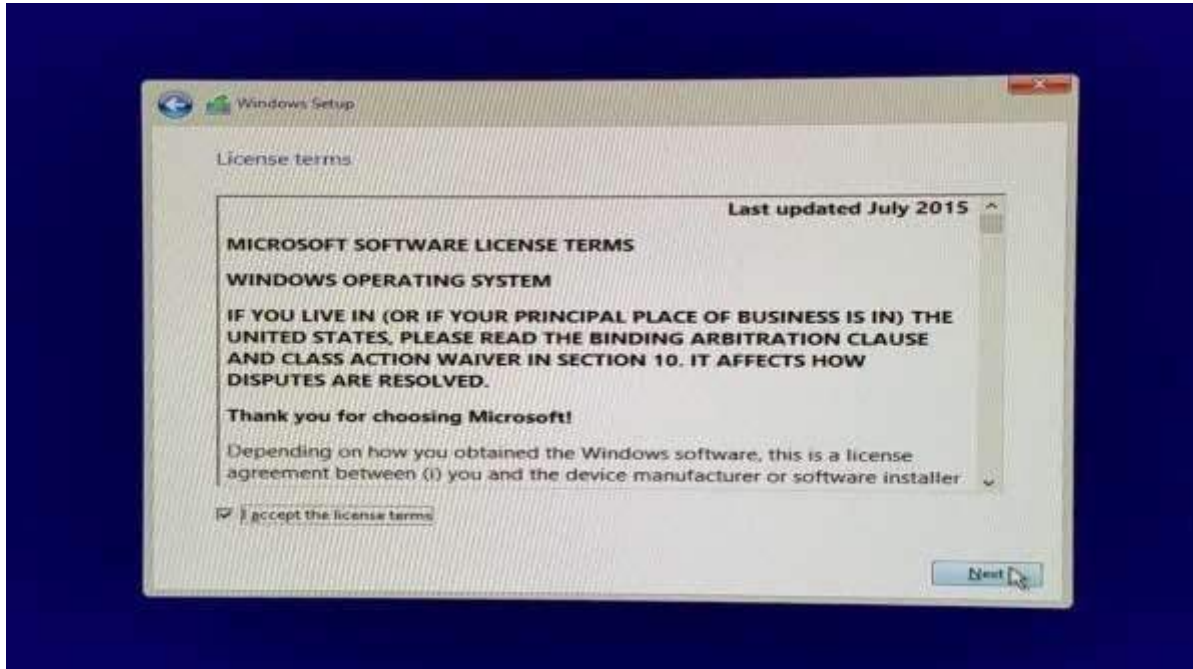 Windows Setup
License terms
Last updated July 2015
MICROSOFT SOFTWARE LICENSE TERMS
WINDOWS OPERATING SYSTEM
IF YOU LIVE IN (OR IF YOUR PRINCIPAL PLACE OF BUSINESS IS IN) THE
UNITED STATES, PLEASE READ THE BINDING ARBITRATION CLAUSE
AND CLASS ACTION WAIVER IN SECTION 10. IT AFFECTS HOW
DISPUTES ARE RESOLVED.
Thank you for choosing Microsoft!
Depending on how you obtained the Windows software, this is a license
agreement between (i) you and the device manufacturer or software installer
I accept the license terms
Next